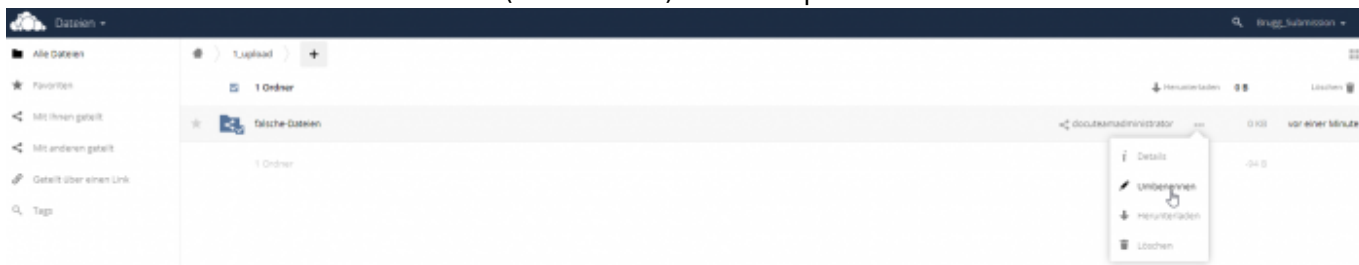 Dateien
Brugg_Submission
Alle Dateien
1_upload
+
Favoriten
1 Ordner
Herunterladen
0 B
Löschen
Mit Ihnen geteilt
falsche-Dateien
docuteamadministrator
...
0 KB
vor einer Minute
Mit anderen geteilt
1 Ordner
Details
-94 B
Geteilt über einen Link
Umbenennen
Tags
Herunterladen
Löschen